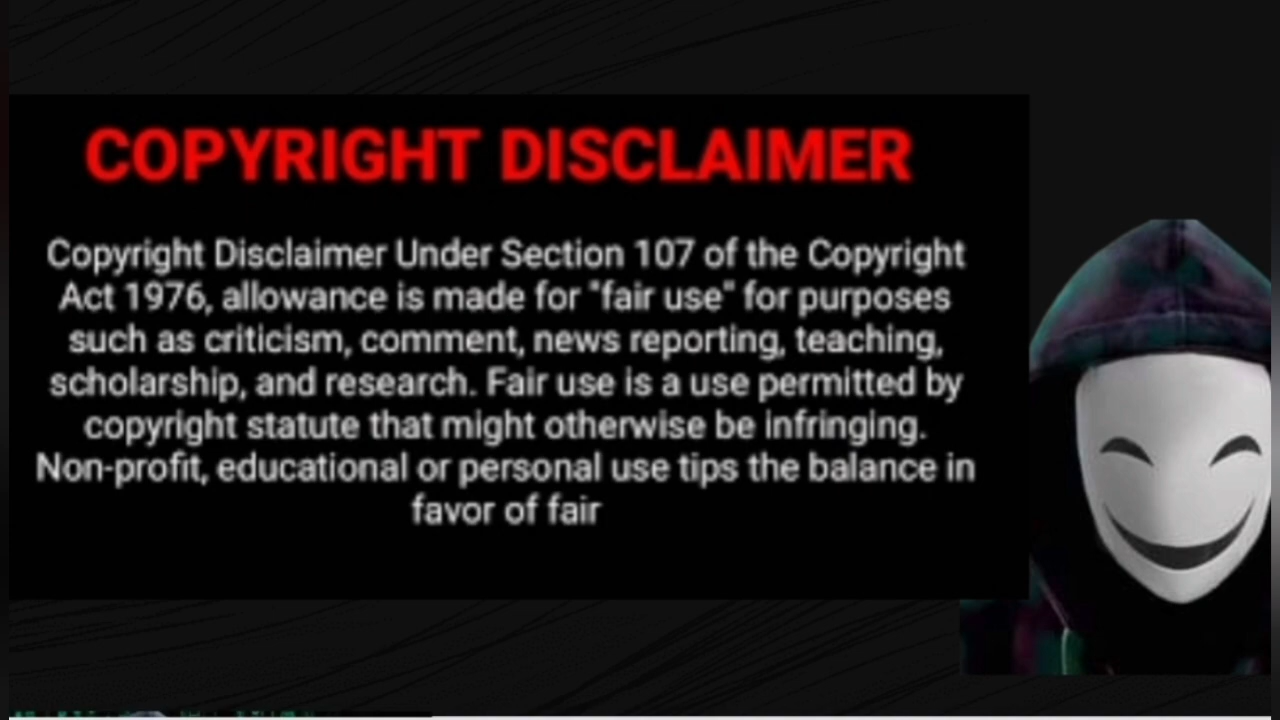 COPYRIGHT DISCLAIMER
Copyright Disclaimer Under Section 107 of the Copyright
Act 1976, allowance is made for "fair use" for purposes
such as criticism, comment, news reporting, teaching,
scholarship, and research. Fair use is a use permitted by
copyright statute that might otherwise be infringing.
Non-profit, educational or personal use tips the balance in
favor of fair